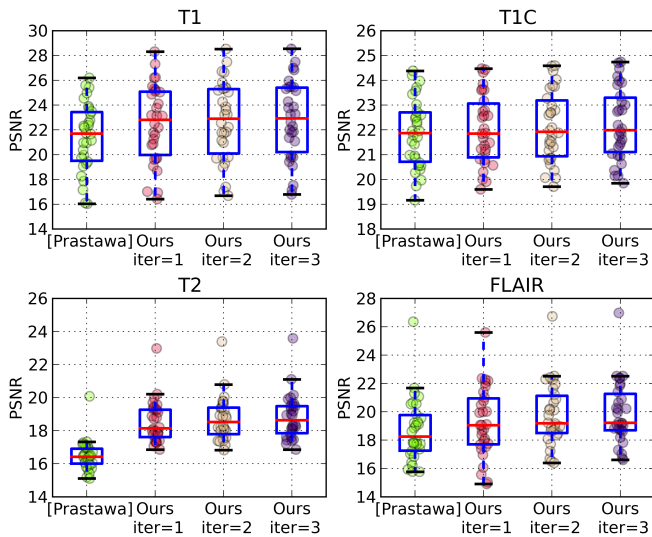 T1
T1C
30
28
26
24
22
20
18
16
14
PSNR
[Prastawa]
Ours
iter=1
Ours
iter=2
Ours
iter=3
26
25
24
23
22
21
20
19
18
PSNR
[Prastawa]
Ours
iter=1
Ours
iter=2
Ours
iter=3
T2
FLAIR
26
24
22
20
18
16
14
PSNR
[Prastawa]
Ours
iter=1
Ours
iter=2
Ours
iter=3
28
26
24
22
20
18
16
14
PSNR
[Prastawa]
Ours
iter=1
Ours
iter=2
Ours
iter=3